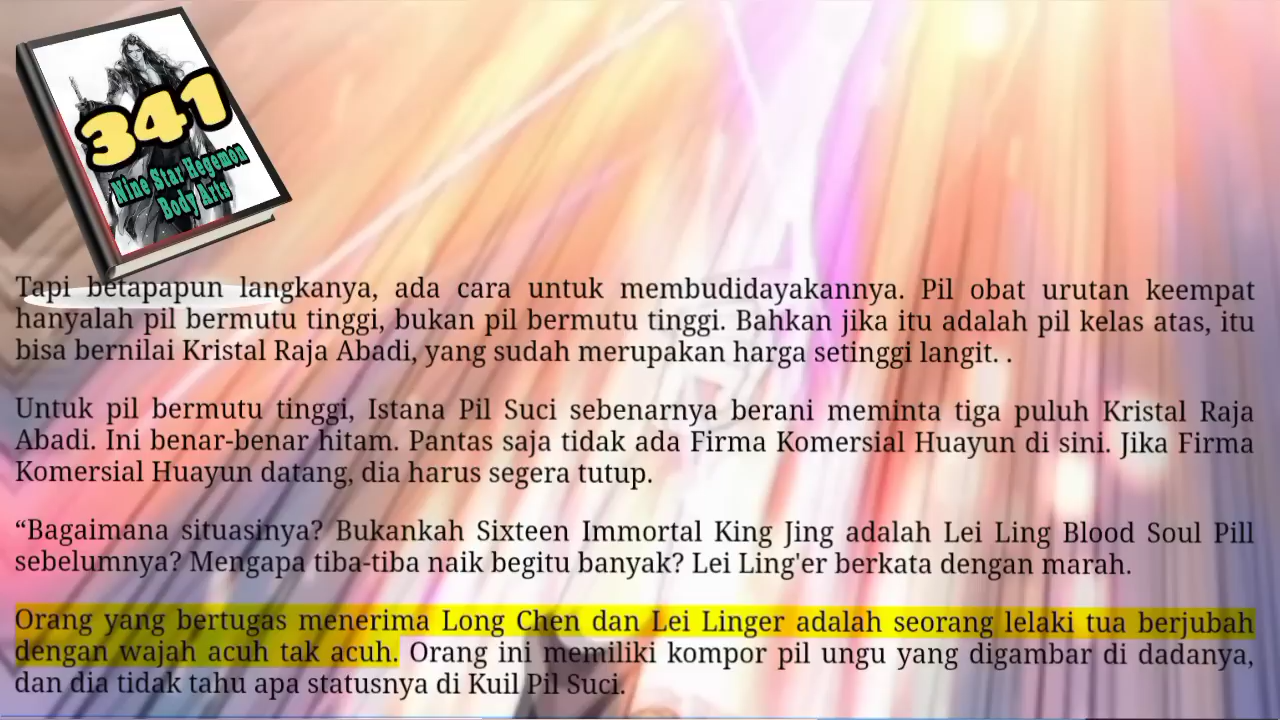 341
Nine Star Hegemon
Body Arts
Tapi betapapun langkanya, ada cara untuk membudidayakannya. Pil obat urutan keempat
hanyalah pil bermutu tinggi, bukan pil bermutu tinggi. Bahkan jika itu adalah pil kelas atas, itu
bisa bernilai Kristal Raja Abadi, yang sudah merupakan harga setinggi langit. .
Untuk pil bermutu tinggi, Istana Pil Suci sebenarnya berani meminta tiga puluh Kristal Raja
Abadi. Ini benar-benar hitam. Pantas saja tidak ada Firma Komersial Huayun di sini. Jika Firma
Komersial Huayun datang, dia harus segera tutup.
“Bagaimana situasinya? Bukankah Sixteen Immortal King Jing adalah Lei Ling Blood Soul Pill
sebelumnya? Mengapa tiba-tiba naik begitu banyak? Lei Ling'er berkata dengan marah.
Orang yang bertugas menerima Long Chen dan Lei Linger adalah seorang lelaki tua berjubah
dengan wajah acuh tak acuh. Orang ini memiliki kompor pil ungu yang digambar di dadanya,
dan dia tidak tahu apa statusnya di Kuil Pil Suci.